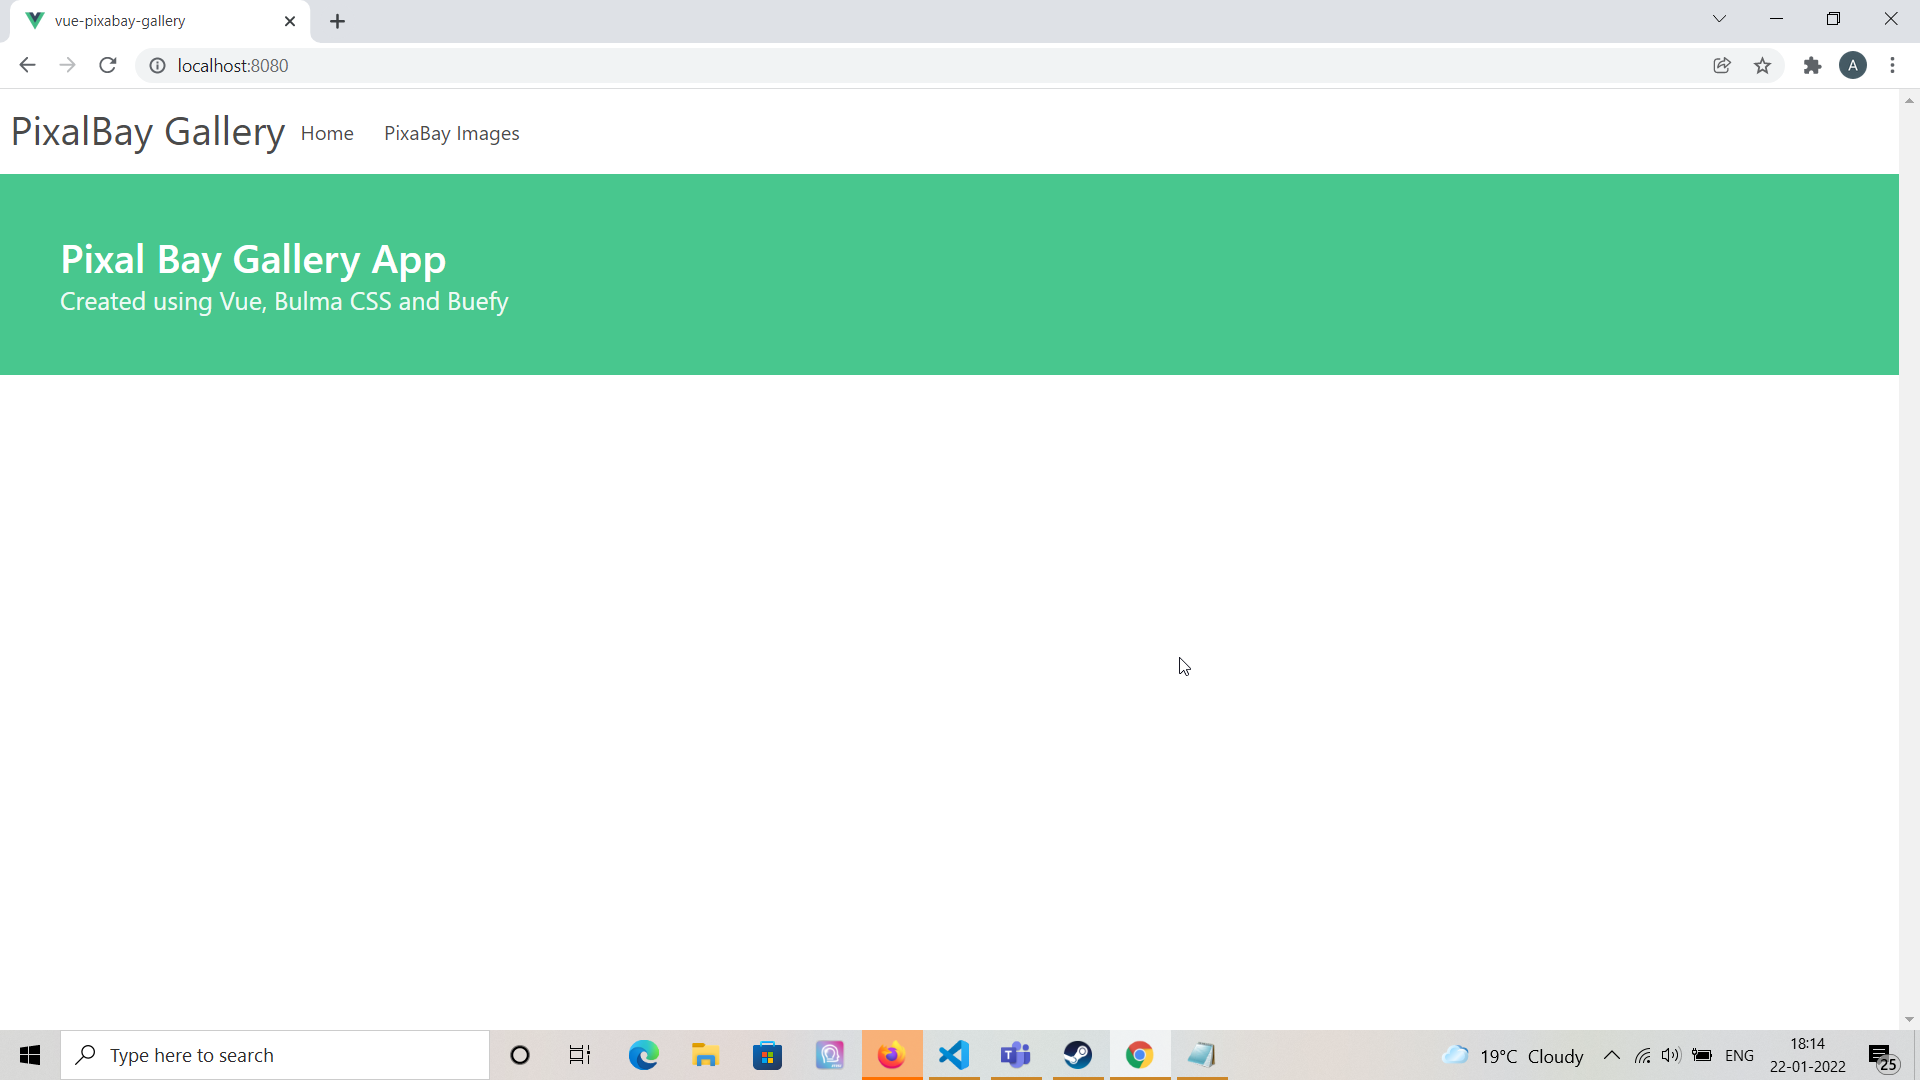 vue-pixabay-gallery
localhost:8080
A
PixalBay Gallery Home PixaBay Images
Pixal Bay Gallery App
Created using Vue, Bulma CSS and Buefy
Type here to search
19°C Cloudy
ENG
18:14
22-01-2022
25